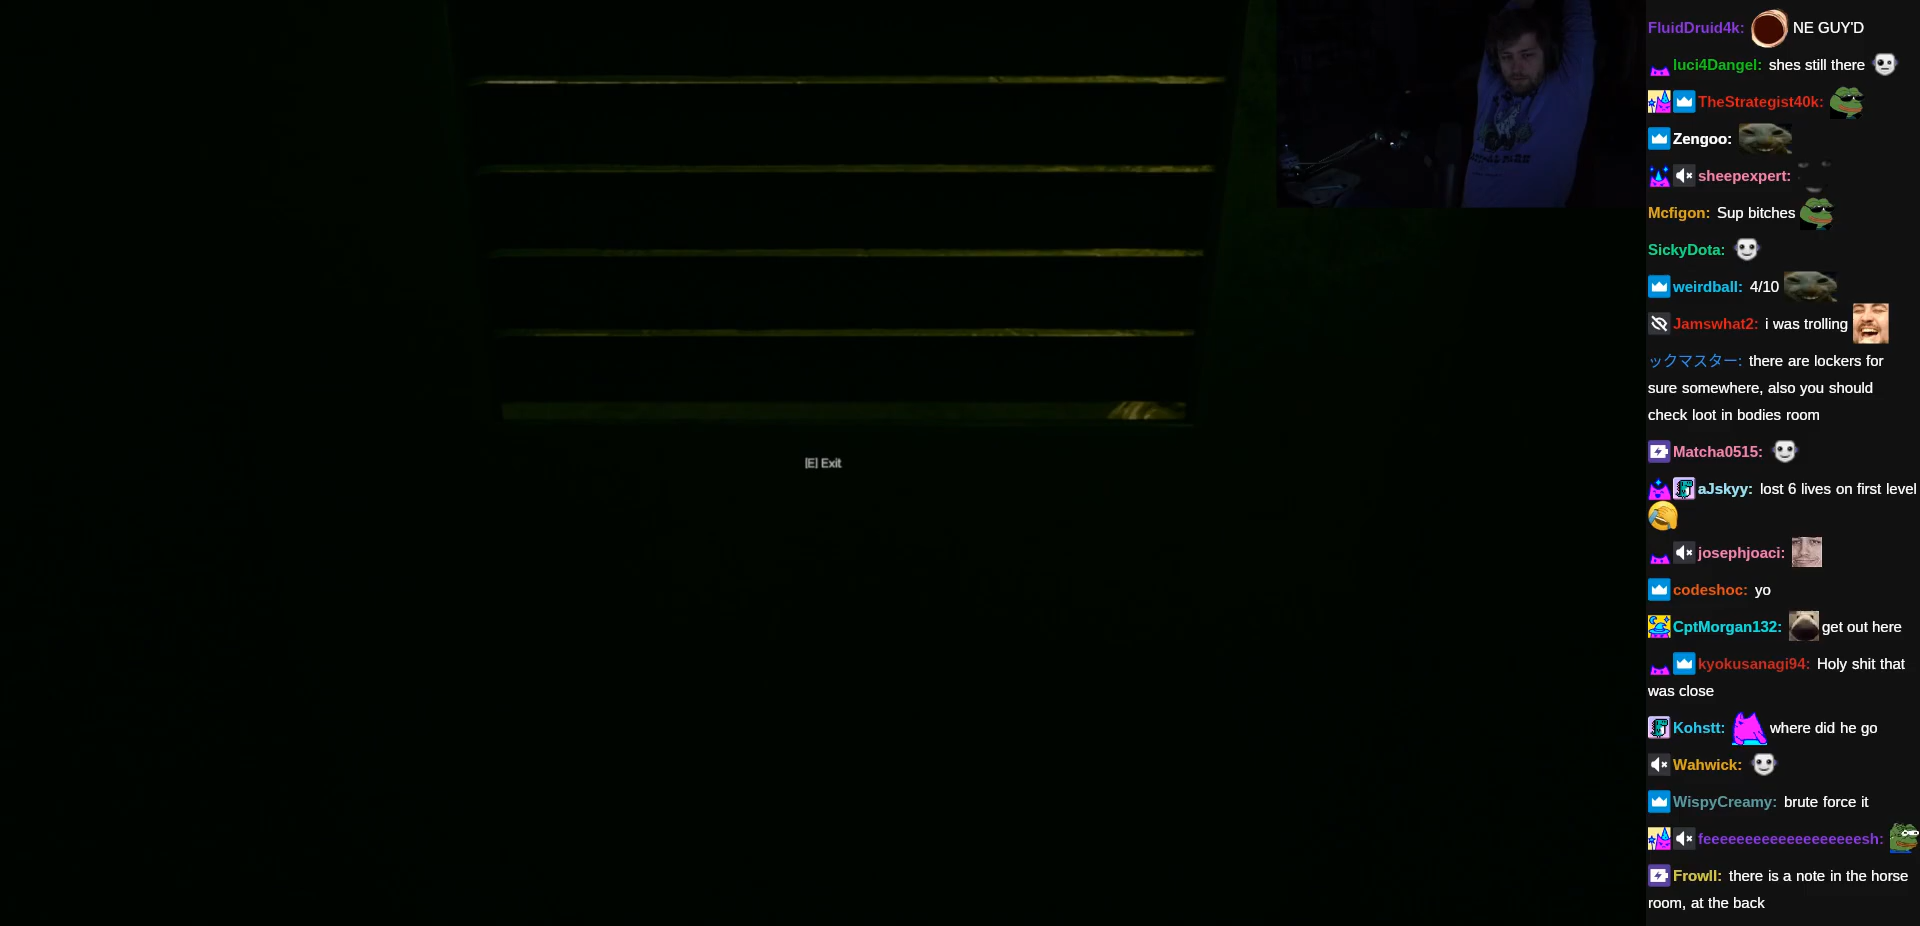 [E] Exit
FluidDruid4k: NE GUY'D
luci4Dangel: shes still there
TheStrategist40k:
Zengoo:
sheepexpert:
Mcfigon: Sup bitches
SickyDota:
weirdball: 4/10
Jamswhat2: i was trolling
ックマスター: there are lockers for
sure somewhere, also you should
check loot in bodies room
Matcha0515:
aJskyy: lost 6 lives on first level
josephjoaci:
codeshoc: yo
CptMorgan132: get out here
kyokusanagi94: Holy shit that
was close
Kohstt: where did he go
Wahwick:
WispyCreamy: brute force it
feeeeeeeeeeeeeeeeeeesh:
Frowll: there is a note in the horse
room, at the back